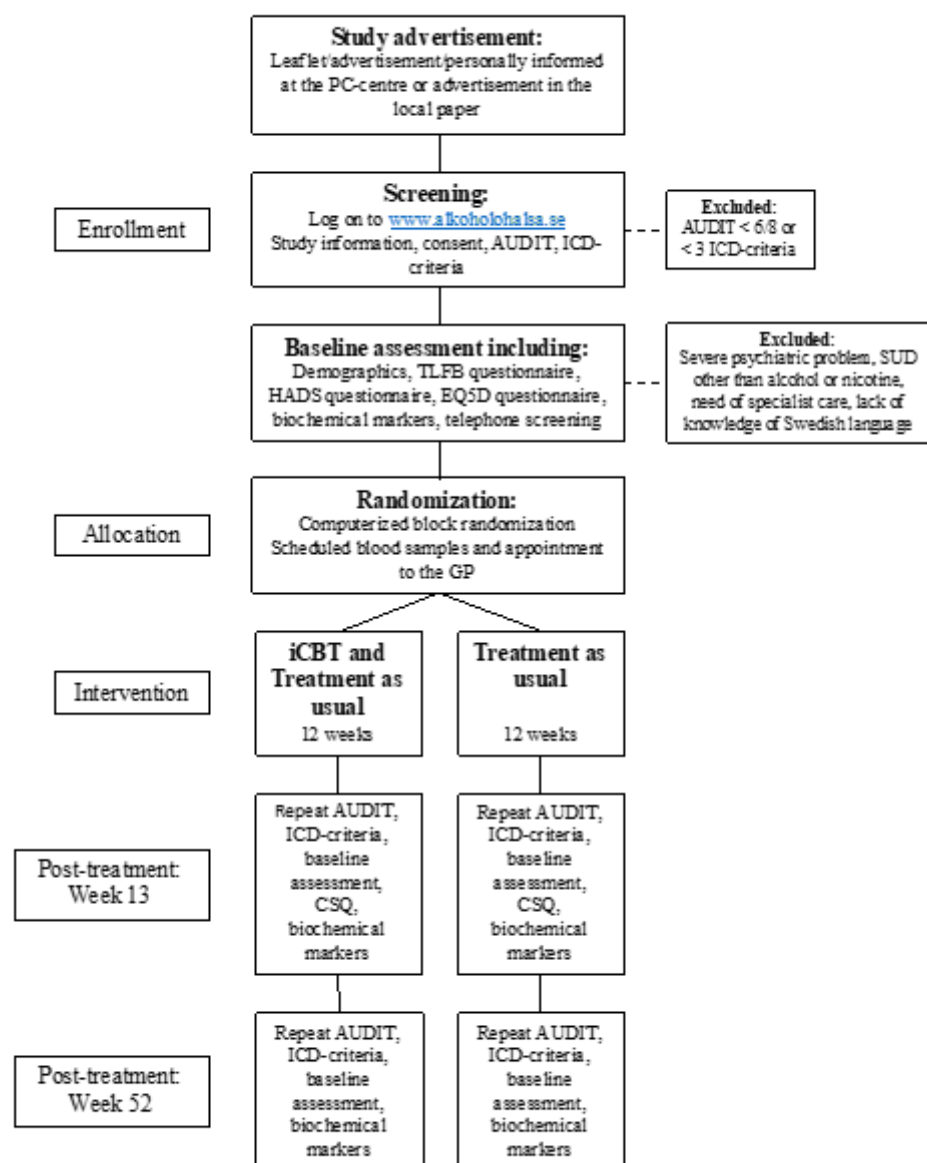 Study advertisement:
Leaflet/advertisement/personally informed
at the PC-centre or advertisement in the
local paper
Enrollment
Screening:
Log on to www.alkoholohalsa.se
Study information, consent, AUDIT, ICD-
criteria
Excluded:
AUDIT < 6/8 or
< 3 ICD-criteria
Baseline assessment including:
Demographics, TLFB questionnaire,
HADS questionnaire, EQ5D questionnaire,
biochemical markers, telephone screening
Excluded:
Severe psychiatric problem, SUD
other than alcohol or nicotine,
need of specialist care, lack of
knowledge of Swedish language
Allocation
Randomization:
Computerized block randomization
Scheduled blood samples and appointment
to the GP
Intervention
iCBT and
Treatment as
usual
12 weeks
Treatment as
usual
12 weeks
Post-treatment:
Week 13
Repeat AUDIT,
ICD-criteria,
baseline
assessment,
CSQ,
biochemical
markers
Repeat AUDIT,
ICD-criteria,
baseline
assessment,
CSQ,
biochemical
markers
Post-treatment:
Week 52
Repeat AUDIT,
ICD-criteria,
baseline
assessment,
biochemical
markers
Repeat AUDIT,
ICD-criteria,
baseline
assessment,
biochemical
markers